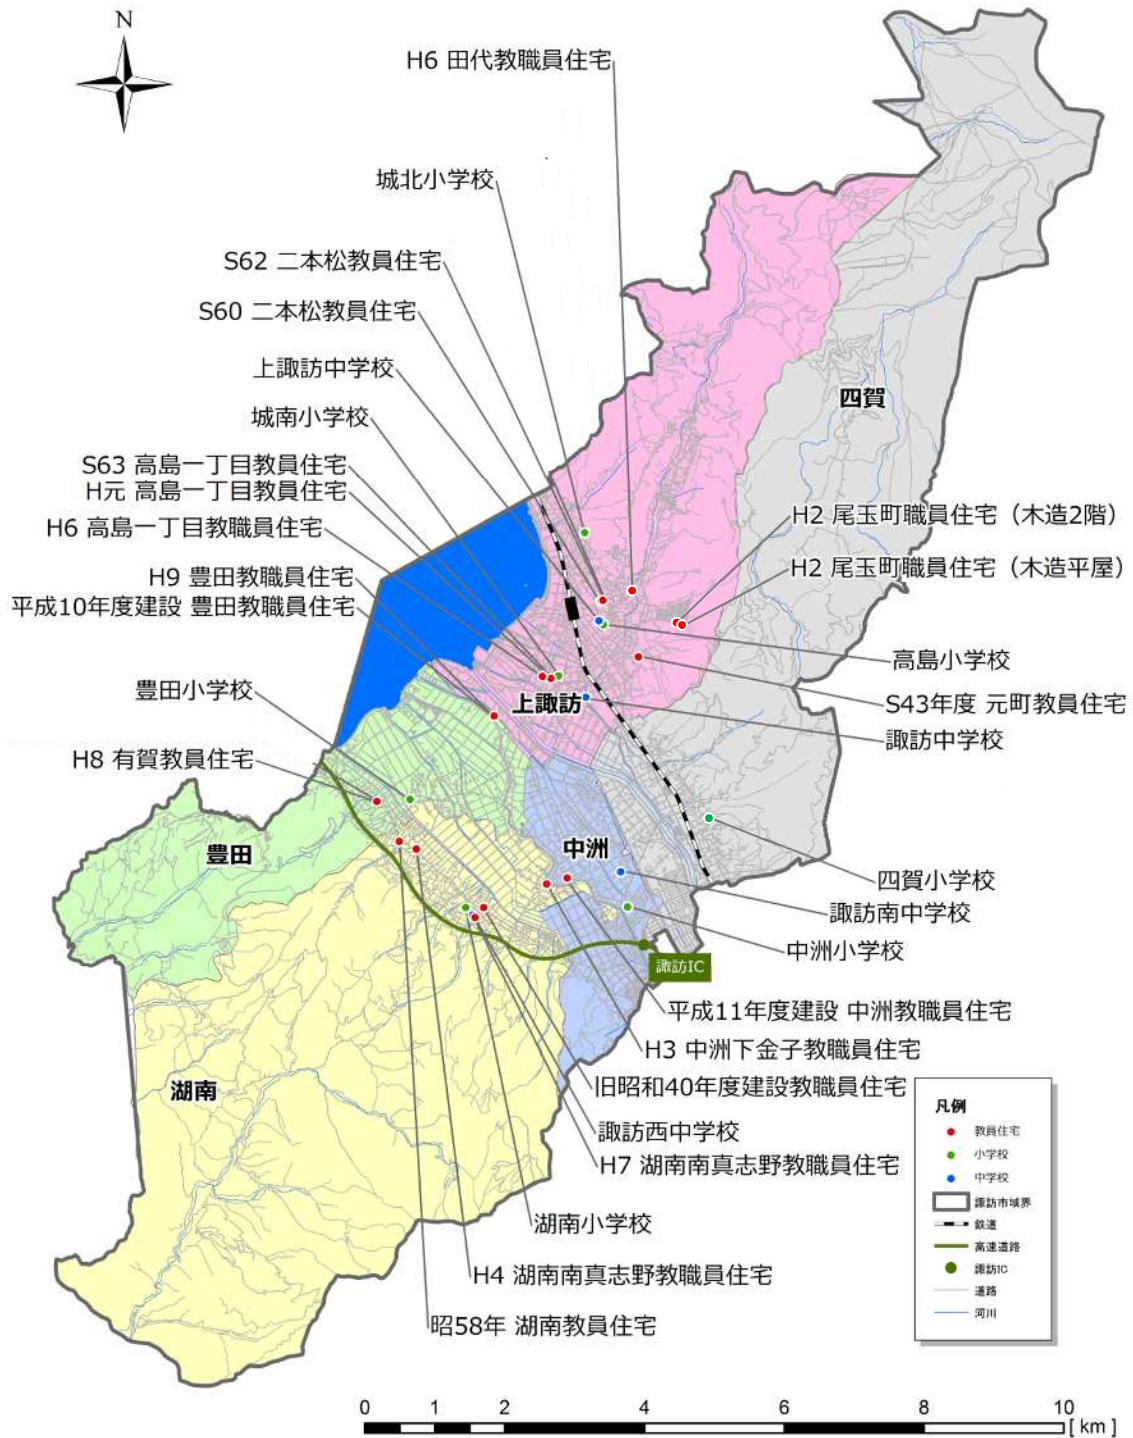 N
H6 田代教職員住宅
城北小学校
S62 二本松教員住宅
S60 二本松教員住宅
上諏訪中学校
城南小学校
S63 高島一丁目教員住宅
H元 高島一丁目教員住宅
H6 高島一丁目教職員住宅
H9 豊田教職員住宅
平成10年度建設 豊田教職員住宅
豊田小学校
H8 有賀教員住宅
四賀
H2 尾玉町職員住宅（木造2階）
H2 尾玉町職員住宅（木造平屋）
高島小学校
上諏訪
S43年度 元町教員住宅
諏訪中学校
豊田
中洲
四賀小学校
諏訪南中学校
中洲小学校
諏訪IC
平成11年度建設 中洲教職員住宅
H3 中洲下金子教職員住宅
旧昭和40年度建設教職員住宅
湖南
諏訪西中学校
H7 湖南南真志野教職員住宅
湖南小学校
H4 湖南南真志野教職員住宅
昭58年 湖南教員住宅
凡例
教員住宅
小学校
中学校
諏訪市域界
鉄道
高速道路
諏訪IC
道路
河川
0 1 2 4 6 8 10
[ km ]